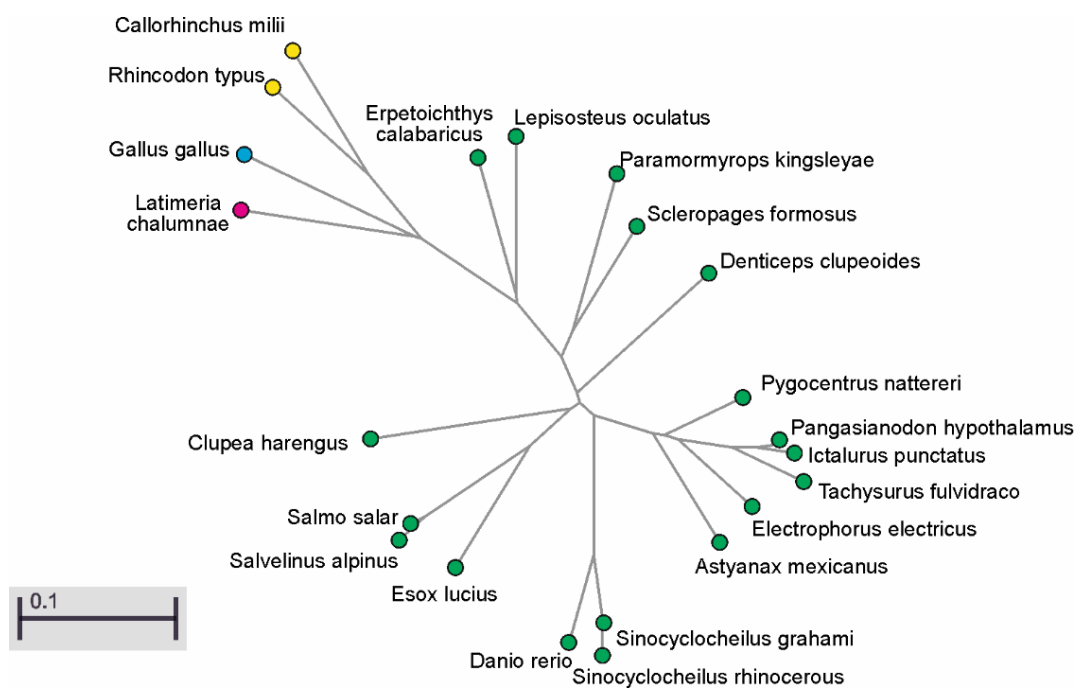 Callorhinchus milii
Rhincodon typus
Erpetoichthys
calabaricus
Lepisosteus oculatus
Gallus gallus
Paramormyrops kingsleyae
Latimeria
chalumnae
Scleropages formosus
Denticeps clupeoides
Pygocentrus nattereri
Pangasianodon hypothalamus
Clupea harengus
Ictalurus punctatus
Tachysurus fulvidraco
Salmo salar
Electrophorus electricus
Salvelinus alpinus
Astyanax mexicanus
Esox lucius
0.1
Sinocyclocheilus grahami
Danio rerio
Sinocyclocheilus rhinocerous